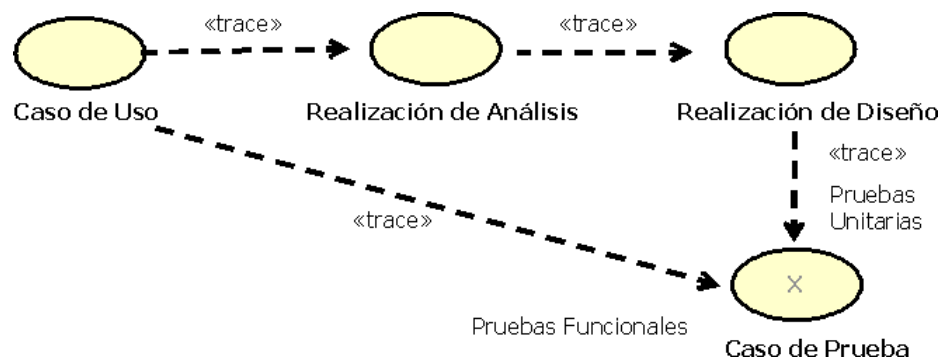 «trace»
«trace»
Caso de Uso
Realización de Análisis
Realización de Diseño
«trace»
Pruebas
Unitarias
«trace»
X
Pruebas Funcionales
Caso de Prueba